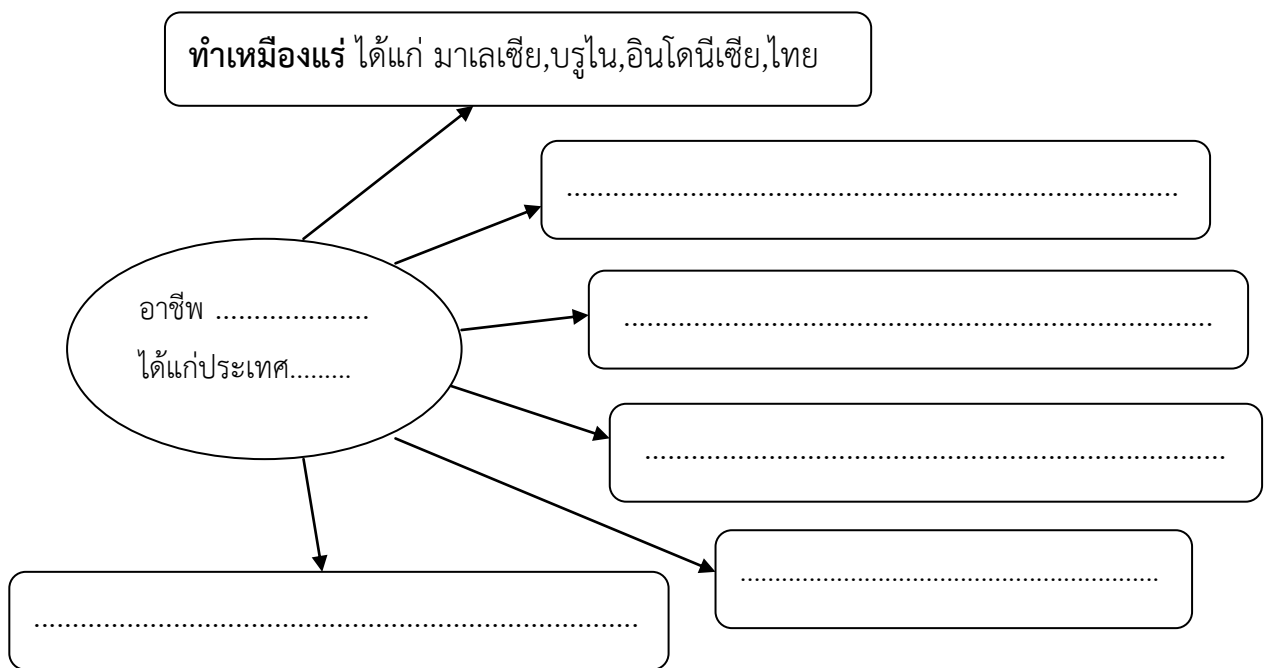 ทำเหมืองแร่ ได้แก่ มาเลเซีย,บรูไน,อินโดนีเซีย,ไทย
................................................................................
อาชีพ ....................
ได้แก่ประเทศ.........
.............................................................................
............................................................................
.............................................................
...............................................................................